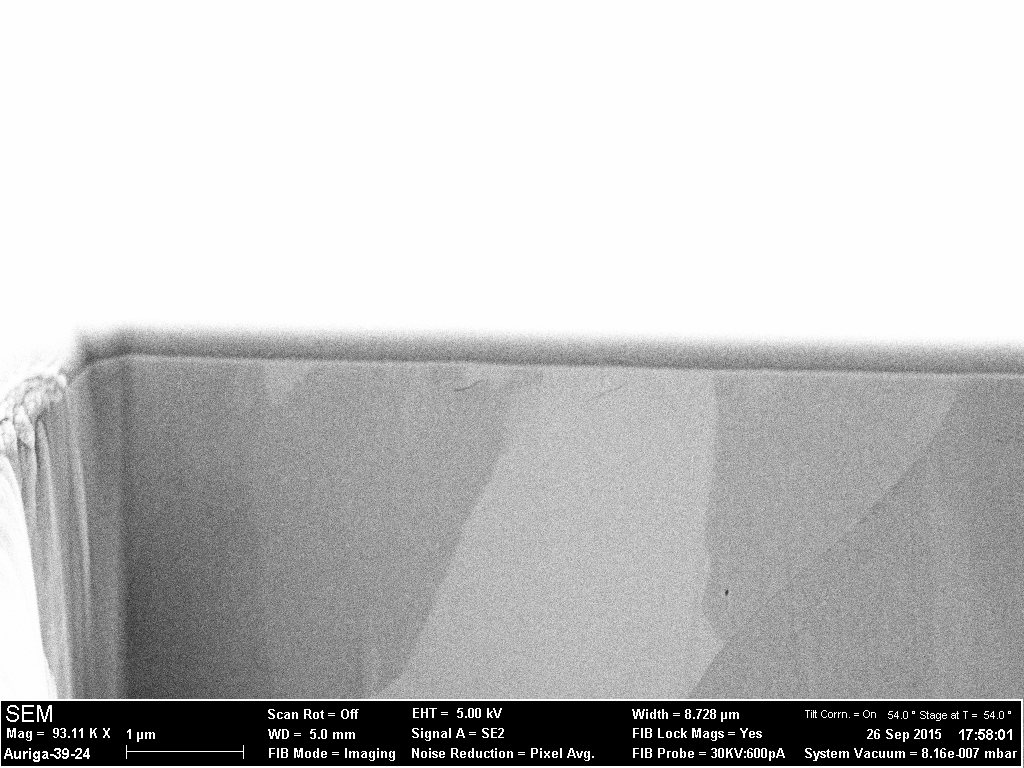 SEM
Mag = 93.11 K X 1 µm
Auriga-39-24
Scan Rot = Off
WD = 5.0 mm
FIB Mode = Imaging
EHT = 5.00 kV
Signal A = SE2
Noise Reduction = Pixel Avg.
Width = 8.728 µm
FIB Lock Mags = Yes
FIB Probe = 30KV:600pA
Tilt Corrn. = On 54.0 ° Stage at T = 54.0 °
26 Sep 2015 17:58:01
System Vacuum = 8.16e-007 mbar